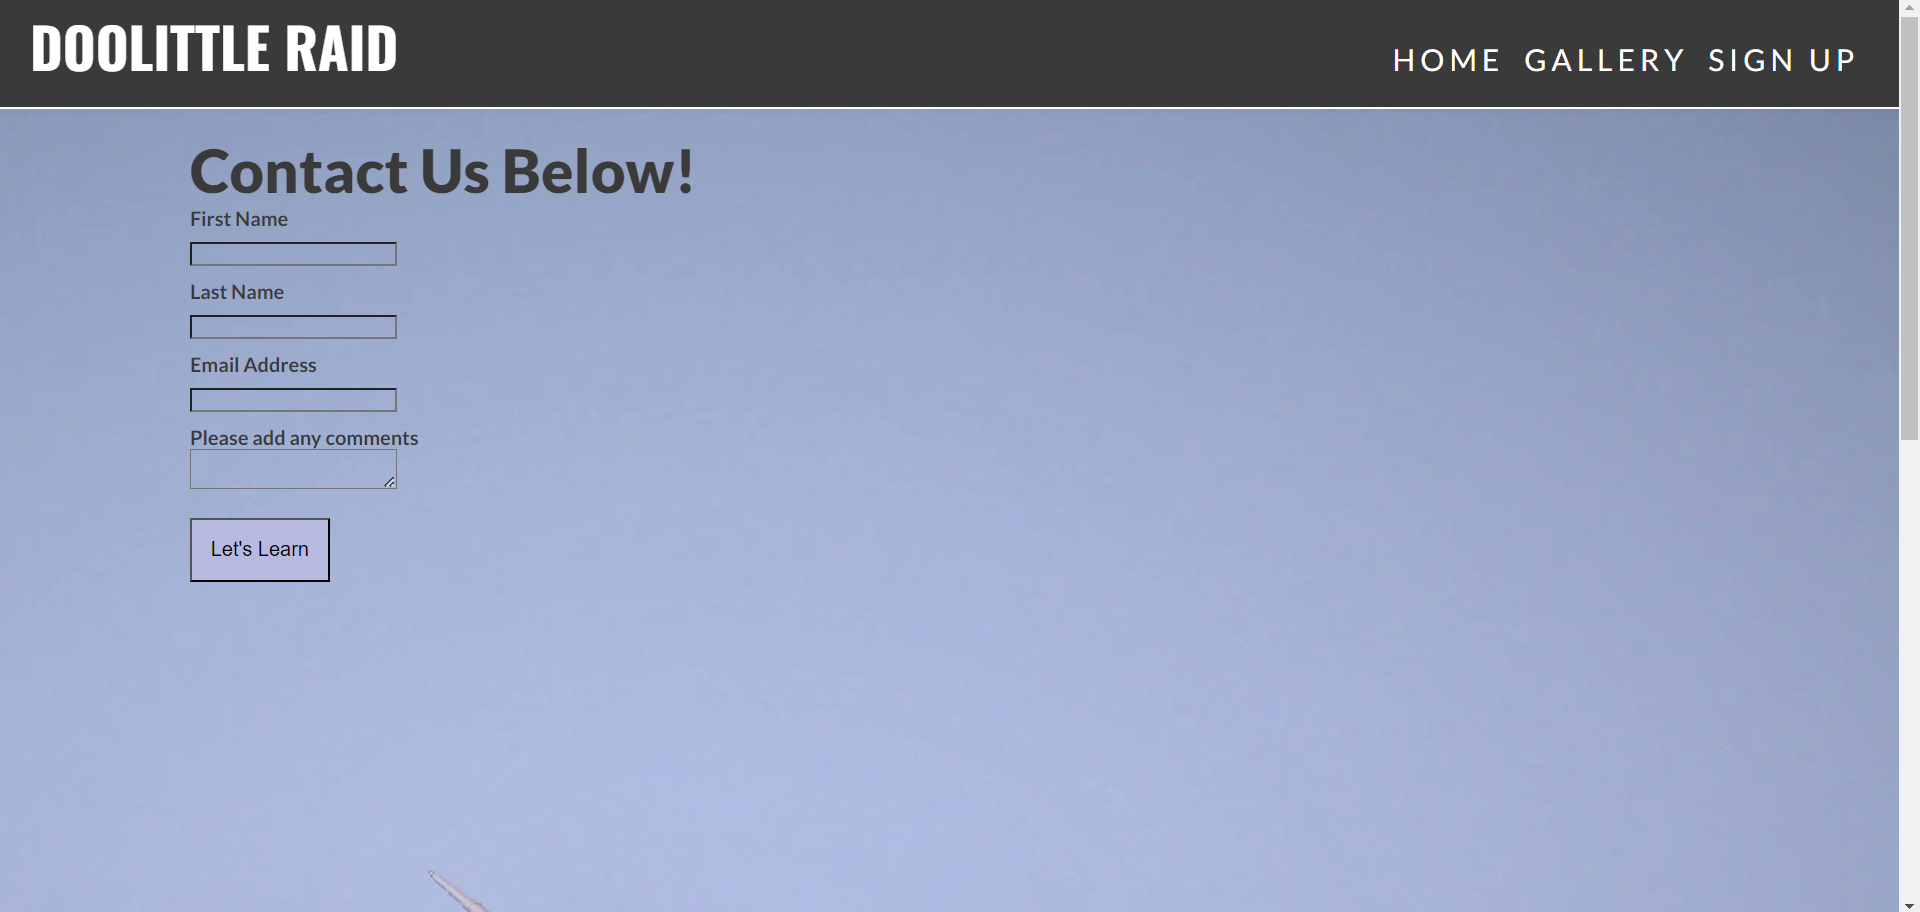 DOOLITTLE RAID
HOME GALLERY SIGN UP
Contact Us Below!
First Name
Last Name
Email Address
Please add any comments
Let's Learn